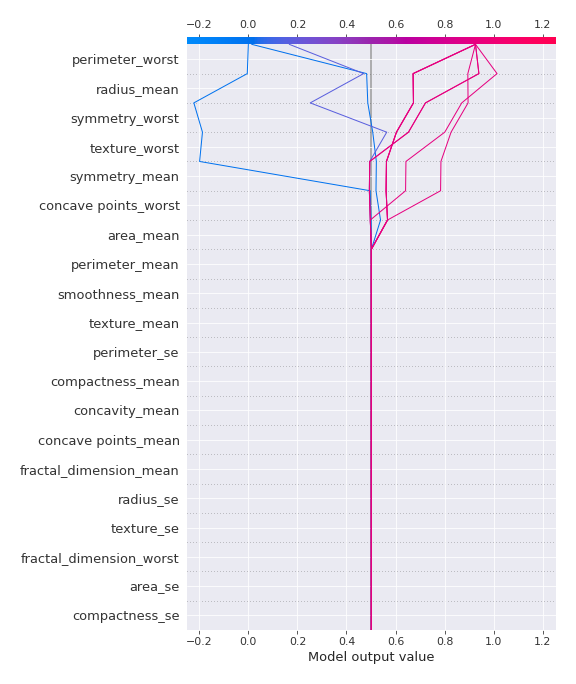 −0.2 0.0 0.2 0.4 0.6 0.8 1.0 1.2
perimeter_worst
radius_mean
symmetry_worst
texture_worst
symmetry_mean
concave points_worst
area_mean
perimeter_mean
smoothness_mean
texture_mean
perimeter_se
compactness_mean
concavity_mean
concave points_mean
fractal_dimension_mean
radius_se
texture_se
fractal_dimension_worst
area_se
compactness_se
−0.2 0.0 0.2 0.4 0.6 0.8 1.0 1.2
Model output value